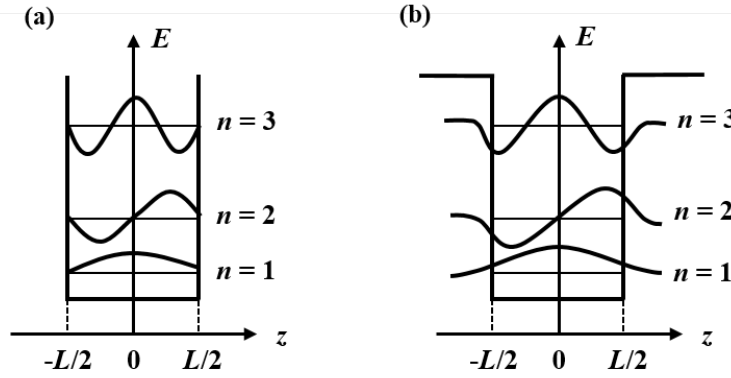 (a)
E
n = 3
n = 2
n = 1
-L/2 0 L/2 z
(b)
E
n = 3
n = 2
n = 1
-L/2 0 L/2 z